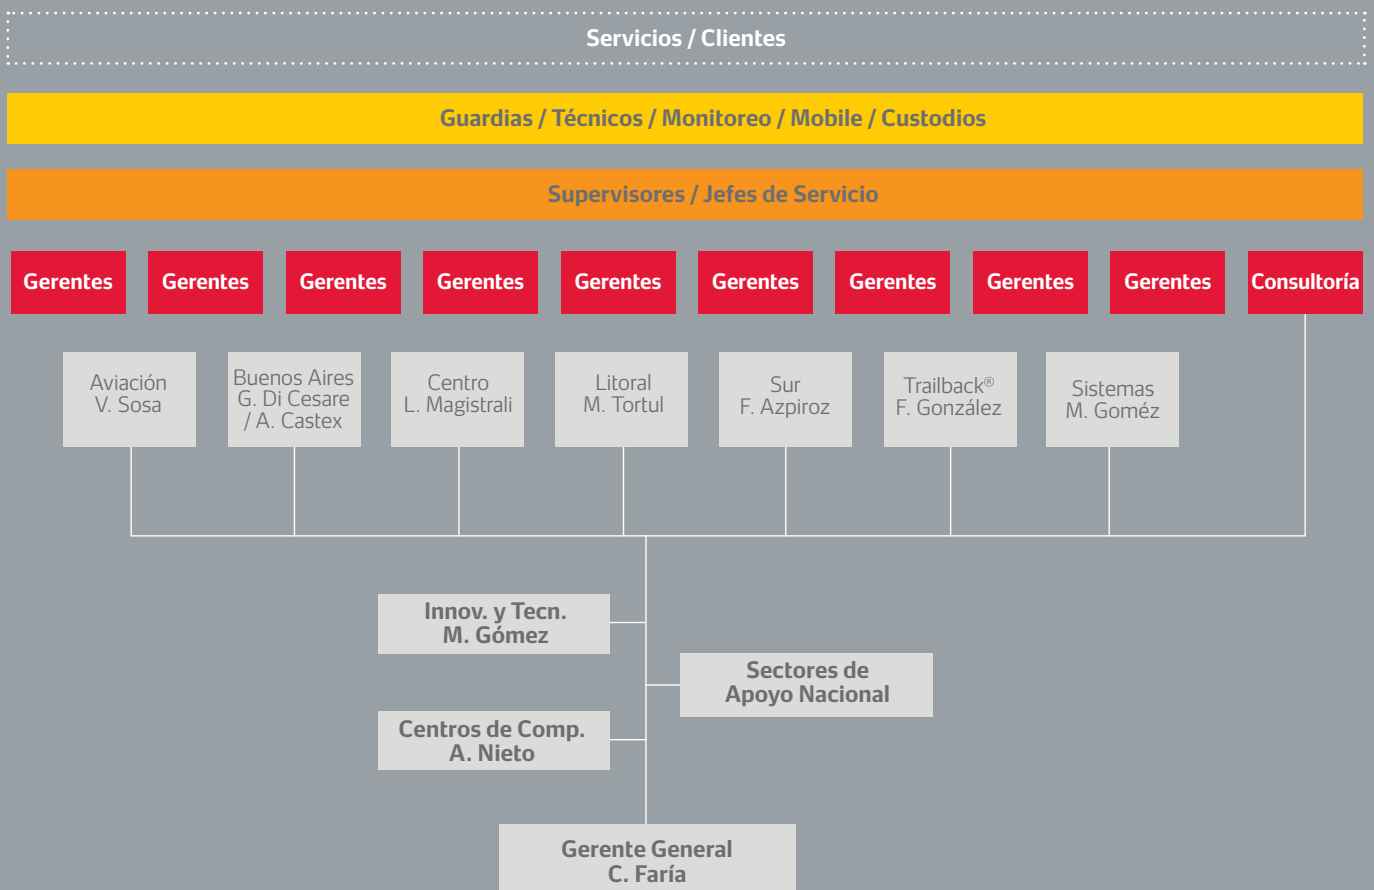 Servicios / Clientes
Guardias / Técnicos / Monitoreo / Mobile / Custodios
Supervisores / Jefes de Servicio
Gerentes
Gerentes
Gerentes
Gerentes
Gerentes
Gerentes
Gerentes
Gerentes
Gerentes
Consultoría
Aviación
V. Sosa
Buenos Aires
G. Di Cesare
/ A. Castex
Centro
L. Magistrali
Litoral
M. Tortul
Sur
F. Azpiroz
Trailback®
F. González
Sistemas
M. Goméz
Innov. y Tecn.
M. Gómez
Sectores de
Apoyo Nacional
Centros de Comp.
A. Nieto
Gerente General
C. Faría